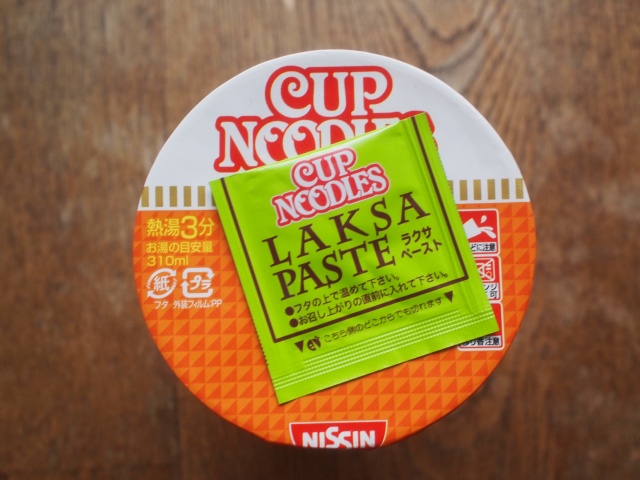 CUP
NOODLES
熱湯3分
お湯の目安量
310ml
紙
フタ
プラ
外装フィルム:PP
CUP
NOODLES
LAKSA
PASTE
ラクサ
ペースト
●フタの上で温めて下さい。
●お召し上がりの直前に入れて下さい。
▼ こちら側のどこからでも切れます▼
どに注意
NISSIN